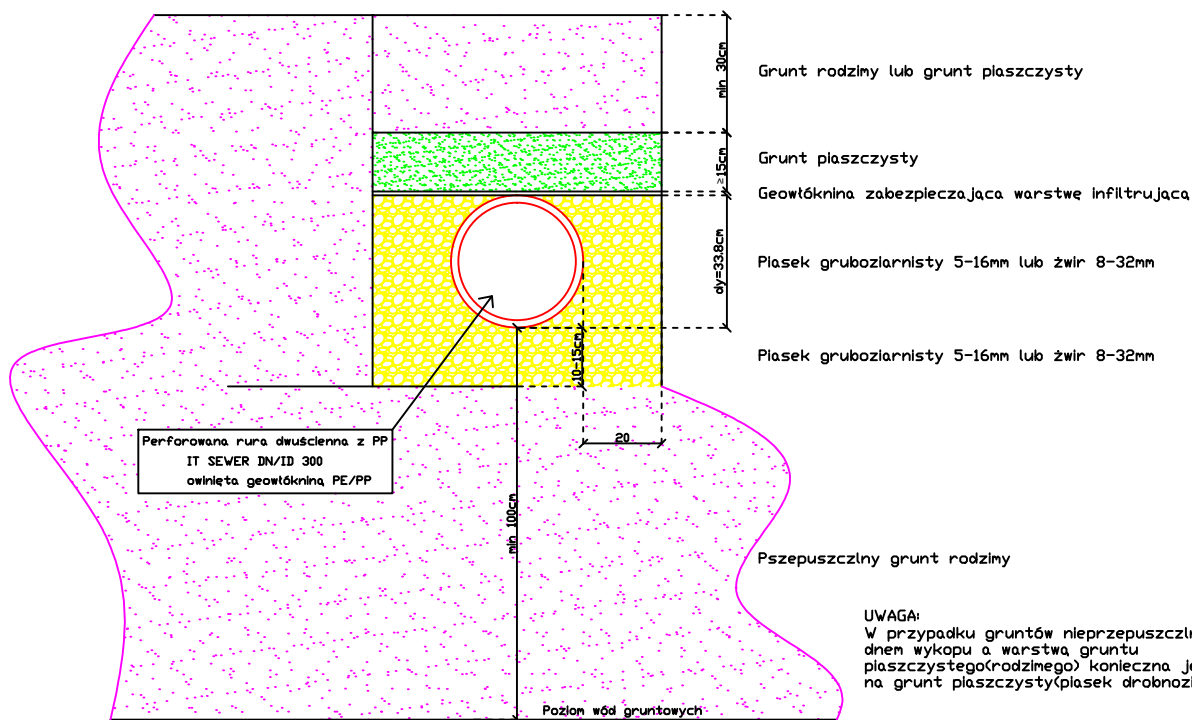 min 30cm
Grunt rodzimy lub grunt piaszczysty
≥15cm
Grunt piaszczysty
Geowłóknina zabezpieczająca warstwę infiltrującą
dy=33.8cm
Piasek gruboziarnisty 5-16mm lub żwir 8-32mm
10-15cm
Piasek gruboziarnisty 5-16mm lub żwir 8-32mm
20
Perforowana rura dwuścienna z PP
IT SEWER DN/ID 300
owinięta geowłókniną PE/PP
min 100cm
Pszepuszczlny grunt rodzimy
UWAGA:
W przypadku gruntów
dnem wykopu a warstwą gruntu
piaszczystego(rodzimego) konieczna
na grunt piaszczysty(piasek
Poziom wód gruntowych